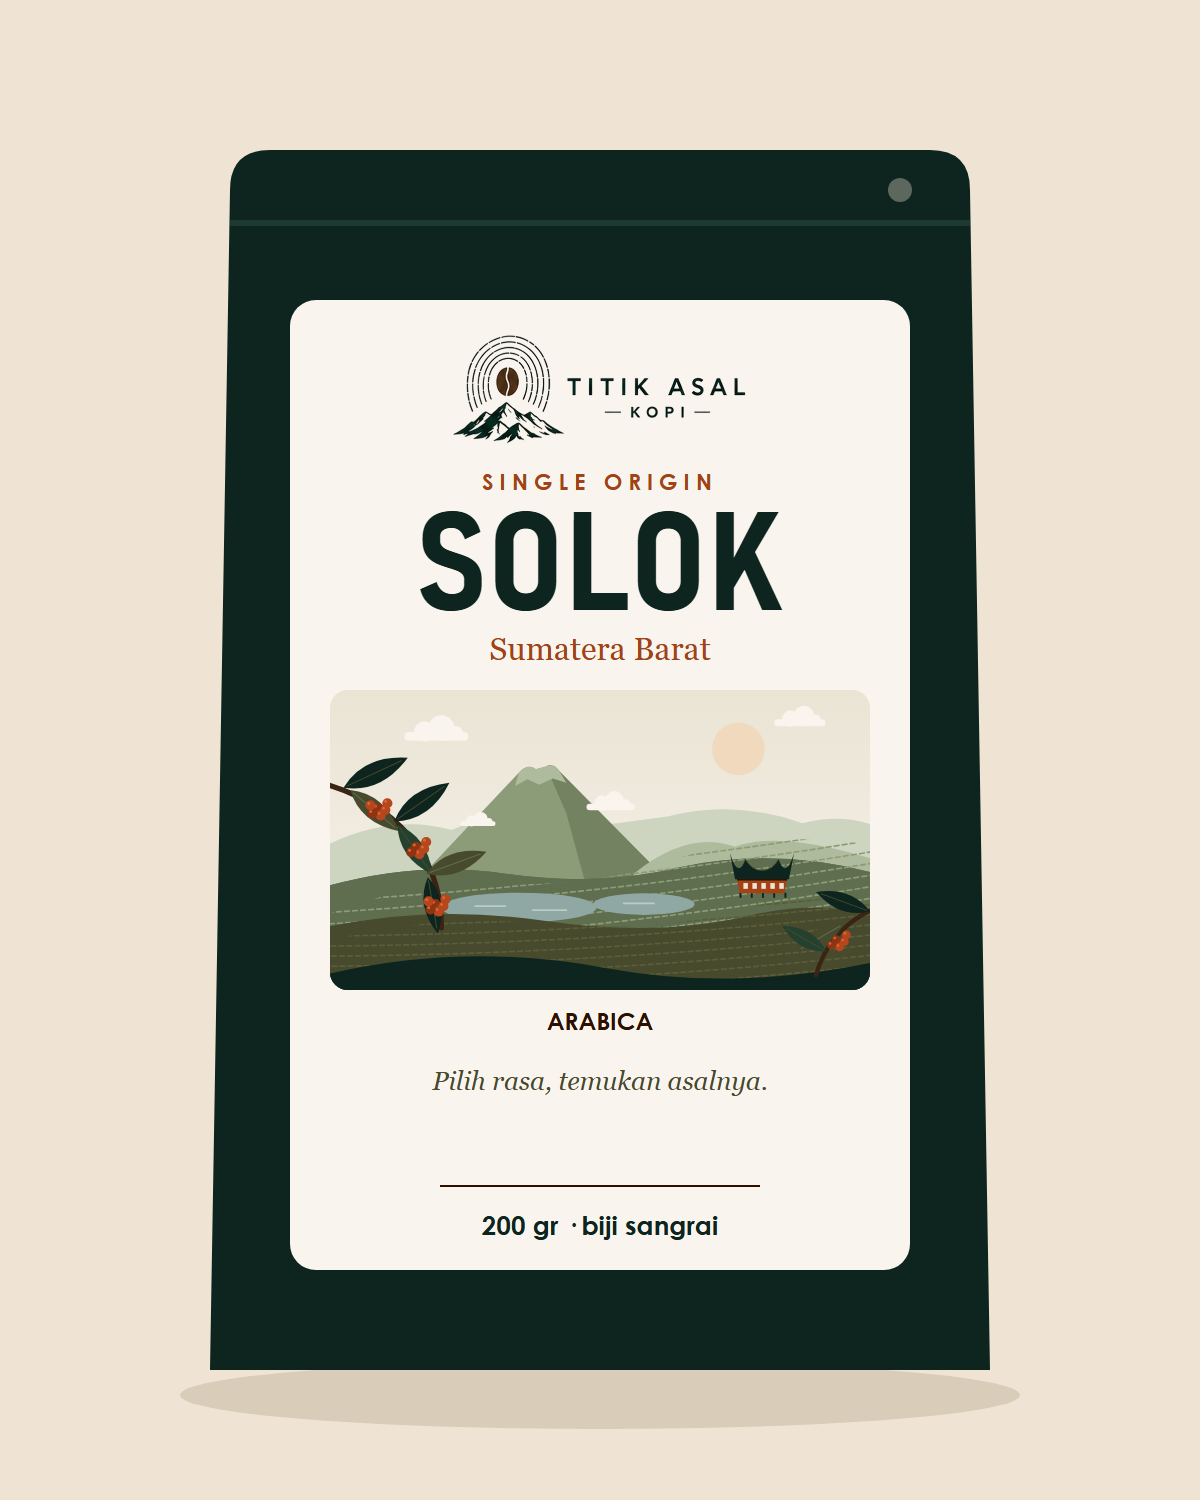 TITIK ASAL
— KOPI —
SINGLE ORIGIN
SOLOK
Sumatera Barat
ARABICA
Pilih rasa, temukan asalnya.
200 gr · biji sangrai